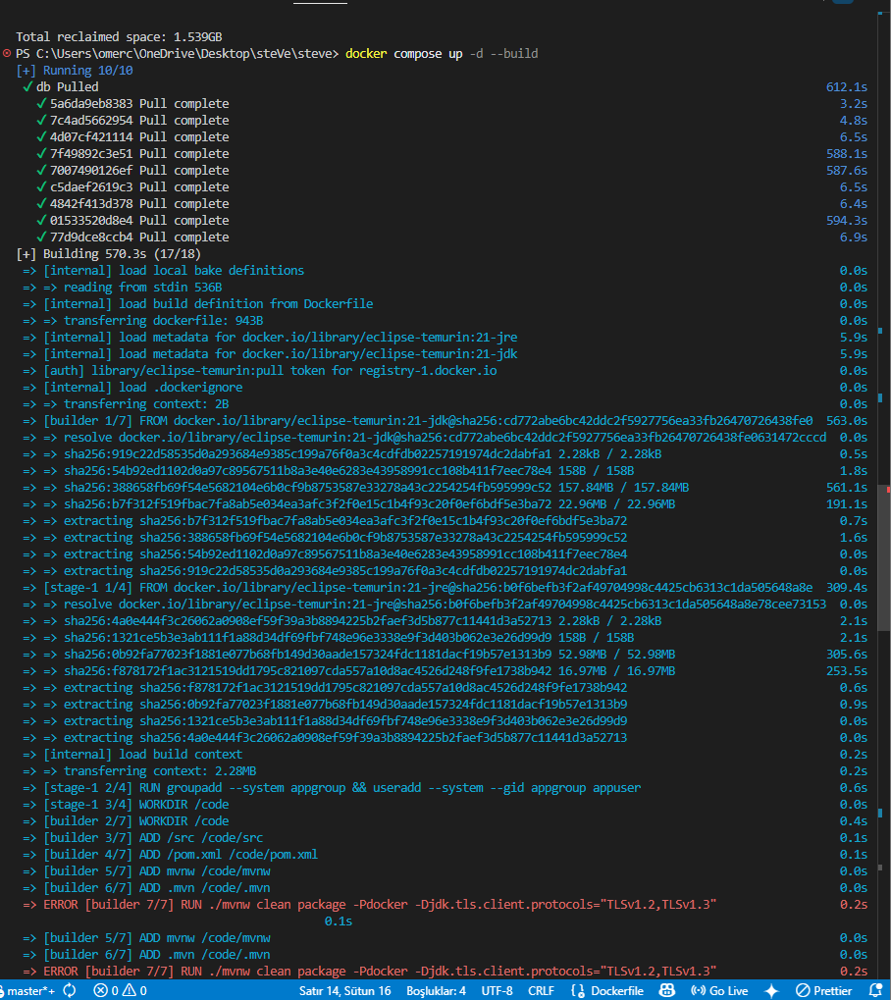 Total reclaimed space: 1.539GB
PS C:\Users\omerc\OneDrive\Desktop\steVe\steve> docker compose up -d --build
[+] Running 10/10
✓ db Pulled 612.1s
✓ 5a6da9eb8383 Pull complete 3.2s
✓ 7c4ad5662954 Pull complete 4.8s
✓ 4d07cf421114 Pull complete 6.5s
✓ 7f49892c3e51 Pull complete 588.1s
✓ 7007490126ef Pull complete 587.6s
✓ c5daef2619c3 Pull complete 6.5s
✓ 4842f413d378 Pull complete 6.4s
✓ 01533520d8e4 Pull complete 594.3s
✓ 77d9dce8ccb4 Pull complete 6.9s
[+] Building 570.3s (17/18)
=> [internal] load local bake definitions 0.0s
=> => reading from stdin 536B 0.0s
=> [internal] load build definition from Dockerfile 0.0s
=> => transferring dockerfile: 943B 0.0s
=> [internal] load metadata for docker.io/library/eclipse-temurin:21-jre 5.9s
=> [internal] load metadata for docker.io/library/eclipse-temurin:21-jdk 5.9s
=> [auth] library/eclipse-temurin:pull token for registry-1.docker.io 0.0s
=> [internal] load .dockerignore 0.0s
=> => transferring context: 2B 0.0s
=> [builder 1/7] FROM docker.io/library/eclipse-temurin:21-jdk@sha256:cd772abe6bc42ddc2f5927756ea33fb26470726438fe0 563.0s
=> => resolve docker.io/library/eclipse-temurin:21-jdk@sha256:cd772abe6bc42ddc2f5927756ea33fb26470726438fe0631472cccd 0.0s
=> => sha256:919c22d58535d0a293684e9385c199a76f0a3c4cdfdb02257191974dc2dabfa1 2.28kB / 2.28kB 0.5s
=> => sha256:54b92ed1102d0a97c89567511b8a3e40e6283e43958991cc108b411f7eec78e4 158B / 158B 1.8s
=> => sha256:388658fb69f54e5682104e6b0cf9b8753587e33278a43c2254254fb595999c52 157.84MB / 157.84MB 561.1s
=> => sha256:b7f312f519fbac7fa8ab5e034ea3afc3f2f0e15c1b4f93c20f0ef6bdf5e3ba72 22.96MB / 22.96MB 191.1s
=> => extracting sha256:b7f312f519fbac7fa8ab5e034ea3afc3f2f0e15c1b4f93c20f0ef6bdf5e3ba72 0.7s
=> => extracting sha256:388658fb69f54e5682104e6b0cf9b8753587e33278a43c2254254fb595999c52 1.6s
=> => extracting sha256:54b92ed1102d0a97c89567511b8a3e40e6283e43958991cc108b411f7eec78e4 0.0s
=> => extracting sha256:919c22d58535d0a293684e9385c199a76f0a3c4cdfdb02257191974dc2dabfa1 0.0s
=> [stage-1 1/4] FROM docker.io/library/eclipse-temurin:21-jre@sha256:b0f6befb3f2af49704998c4425cb6313c1da505648a8e 309.4s
=> => resolve docker.io/library/eclipse-temurin:21-jre@sha256:b0f6befb3f2af49704998c4425cb6313c1da505648a8e78cee73153 0.0s
=> => sha256:4a0e444f3c26062a0908ef59f39a3b8894225b2faef3d5b877c11441d3a52713 2.28kB / 2.28kB 2.1s
=> => sha256:1321ce5b3e3ab111f1a88d34df69fbf748e96e3338e9f3d403b062e3e26d99d9 158B / 158B 2.1s
=> => sha256:0b92fa77023f1881e077b68fb149d30aade157324fdc1181dacf19b57e1313b9 52.98MB / 52.98MB 305.6s
=> => sha256:f878172f1ac3121519dd1795c821097cda557a10d8ac4526d248f9fe1738b942 16.97MB / 16.97MB 253.5s
=> => extracting sha256:f878172f1ac3121519dd1795c821097cda557a10d8ac4526d248f9fe1738b942 0.6s
=> => extracting sha256:0b92fa77023f1881e077b68fb149d30aade157324fdc1181dacf19b57e1313b9 0.9s
=> => extracting sha256:1321ce5b3e3ab111f1a88d34df69fbf748e96e3338e9f3d403b062e3e26d99d9 0.0s
=> => extracting sha256:4a0e444f3c26062a0908ef59f39a3b8894225b2faef3d5b877c11441d3a52713 0.0s
=> [internal] load build context 0.2s
=> => transferring context: 2.28MB 0.2s
=> [stage-1 2/4] RUN groupadd --system appgroup && useradd --system --gid appgroup appuser 0.6s
=> [stage-1 3/4] WORKDIR /code 0.0s
=> [builder 2/7] WORKDIR /code 0.4s
=> [builder 3/7] ADD /src /code/src 0.1s
=> [builder 4/7] ADD /pom.xml /code/pom.xml 0.1s
=> [builder 5/7] ADD mvnw /code/mvnw 0.0s
=> [builder 6/7] ADD .mvn /code/.mvn 0.0s
=> ERROR [builder 7/7] RUN ./mvnw clean package -Pdocker -Djdk.tls.client.protocols="TLSv1.2,TLSv1.3" 0.2s
0.1s
=> [builder 5/7] ADD mvnw /code/mvnw 0.0s
=> [builder 6/7] ADD .mvn /code/.mvn 0.0s
=> ERROR [builder 7/7] RUN ./mvnw clean package -Pdocker -Djdk.tls.client.protocols="TLSv1.2,TLSv1.3" 0.2s
master*+ 0 0 Satır 14, Sütun 16 Boşluklar: 4 UTF-8 CRLF { } Dockerfile Go Live Prettier